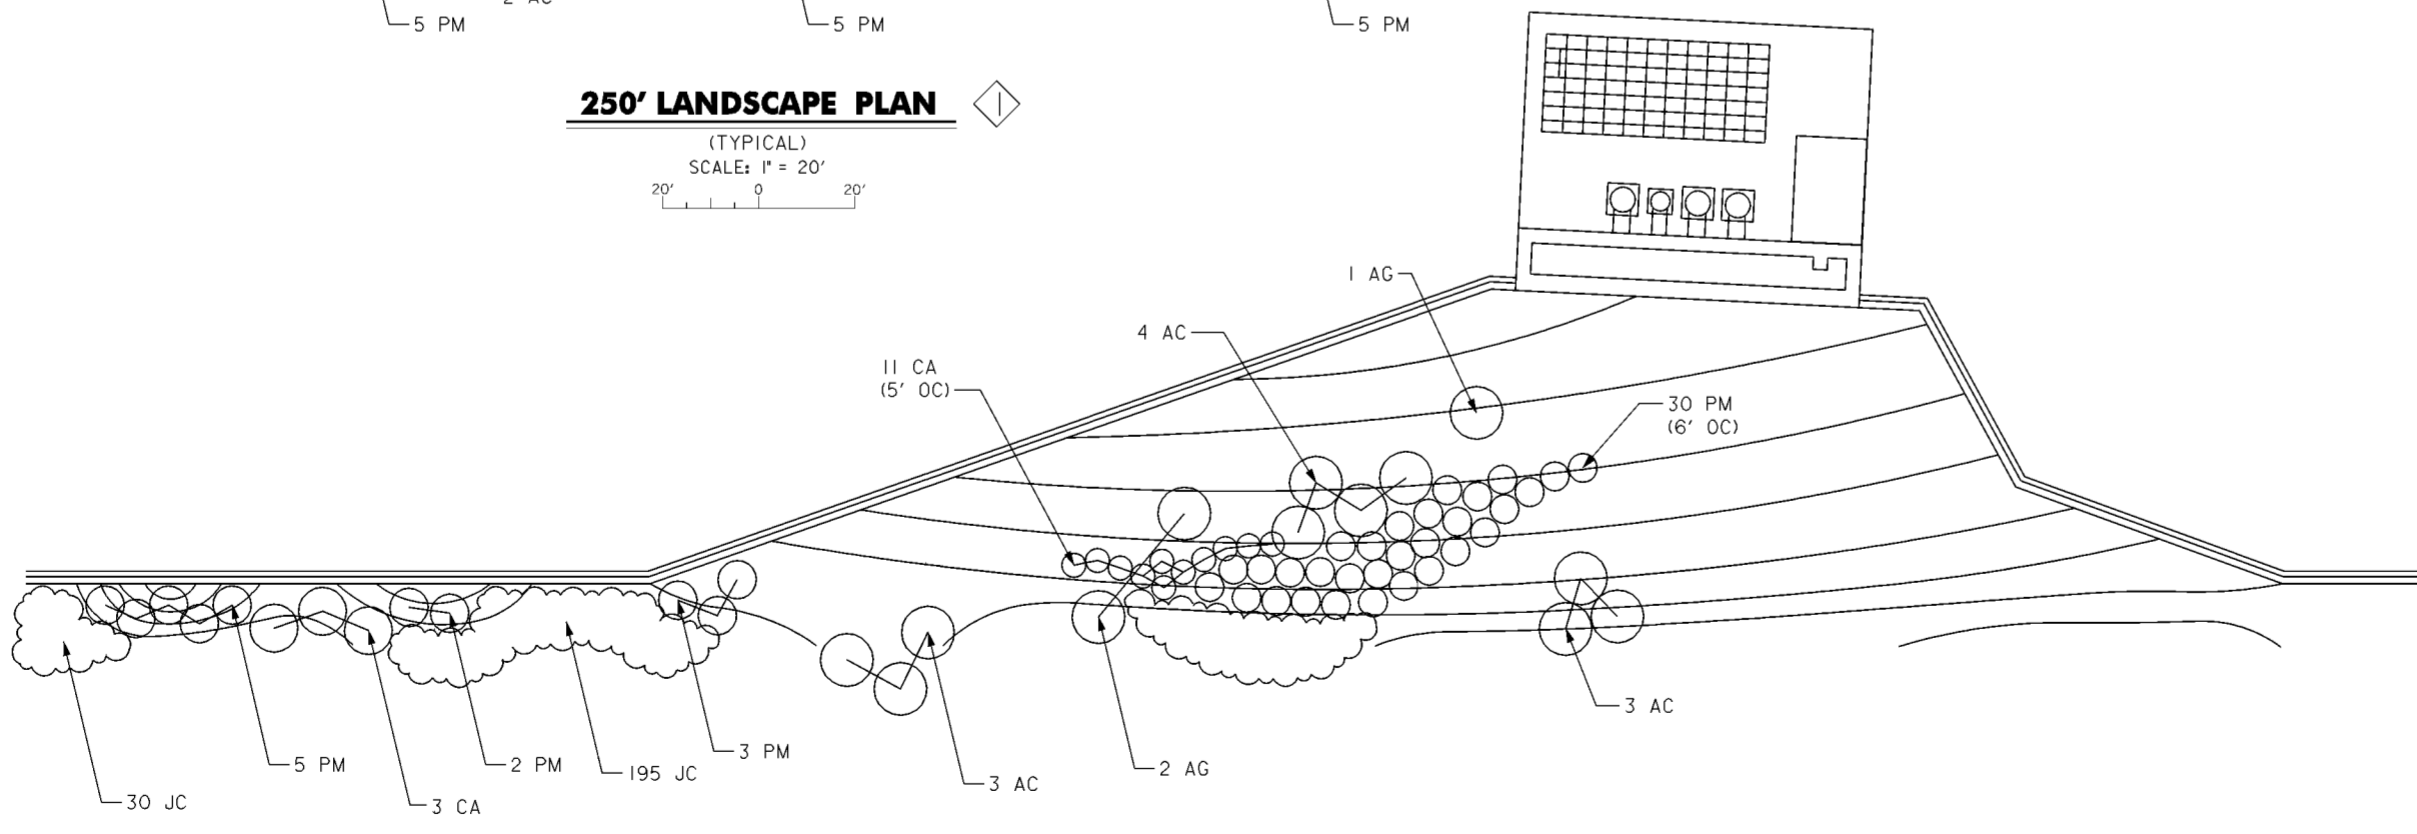 5 PM
2 AC
5 PM
5 PM
250' LANDSCAPE PLAN
(TYPICAL)
SCALE: 1" = 20'
20' 0 20'
1 AG
4 AC
11 CA
(5' OC)
30 PM
(6' OC)
3 AC
3 PM
5 PM
2 PM
195 JC
2 AG
3 AC
30 JC
3 CA